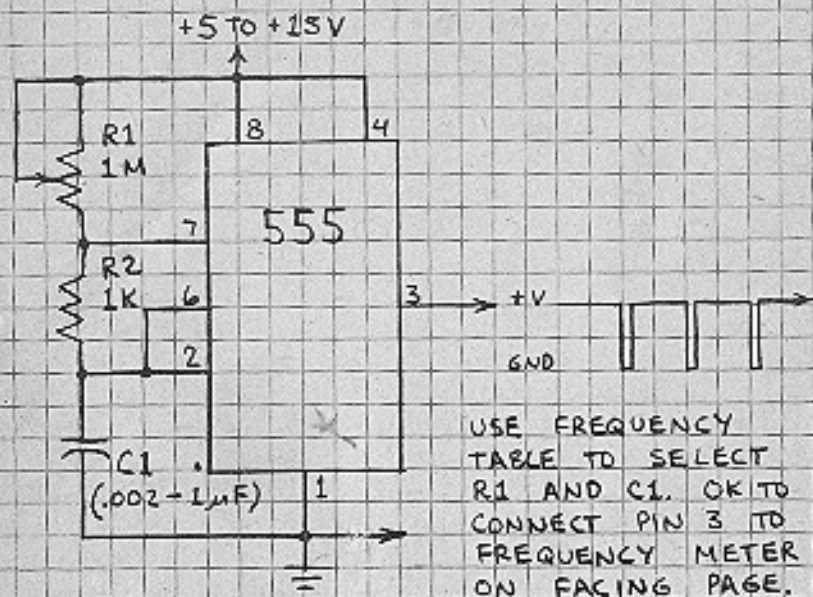 +5 TO +15V
8
4
R1
1M
7
555
R2
1K
6
3
+V
2
GND
C1
(.002-1µF)
1
USE FREQUENCY
TABLE TO SELECT
R1 AND C1. OK TO
CONNECT PIN 3 TO
FREQUENCY METER
ON FACING PAGE.